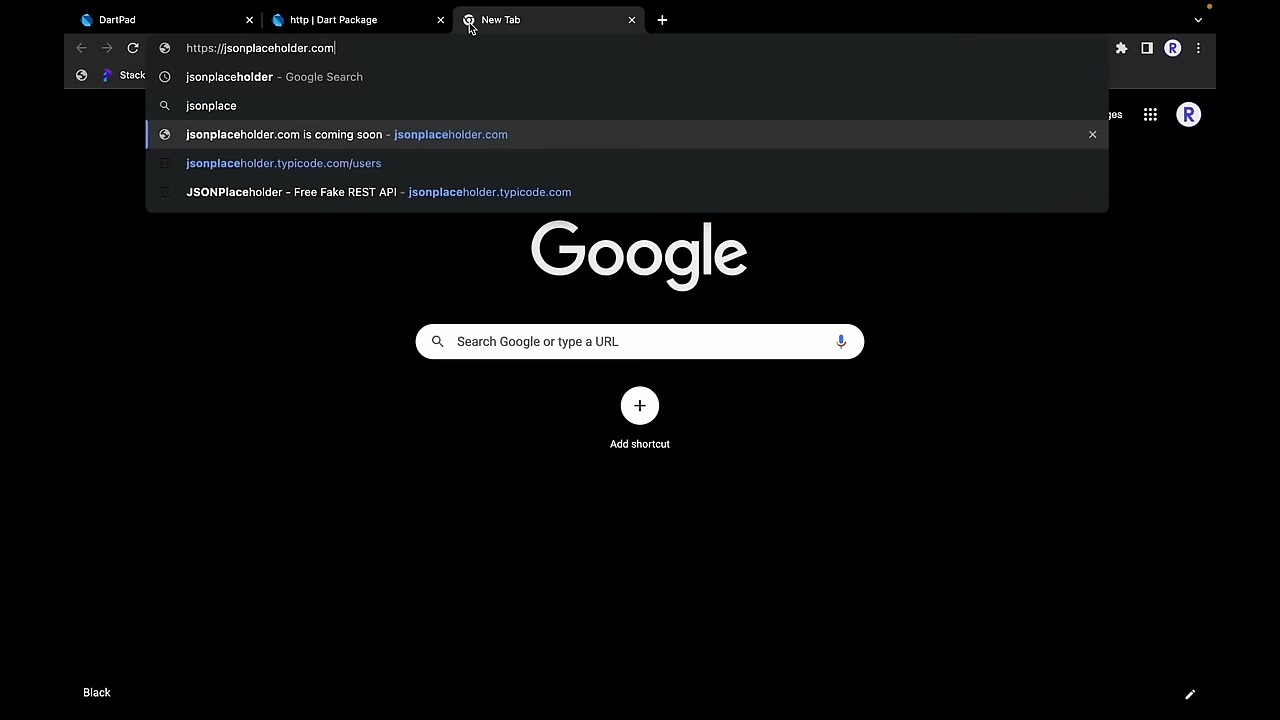 DartPad
http | Dart Package
New Tab
https://jsonplaceholder.com
Stack
jsonplaceholder - Google Search
jsonplace
jsonplaceholder.com is coming soon - jsonplaceholder.com
jsonplaceholder.typicode.com/users
JSONPlaceholder - Free Fake REST API - jsonplaceholder.typicode.com
R
ges
R
Google
Search Google or type a URL
Add shortcut
Black